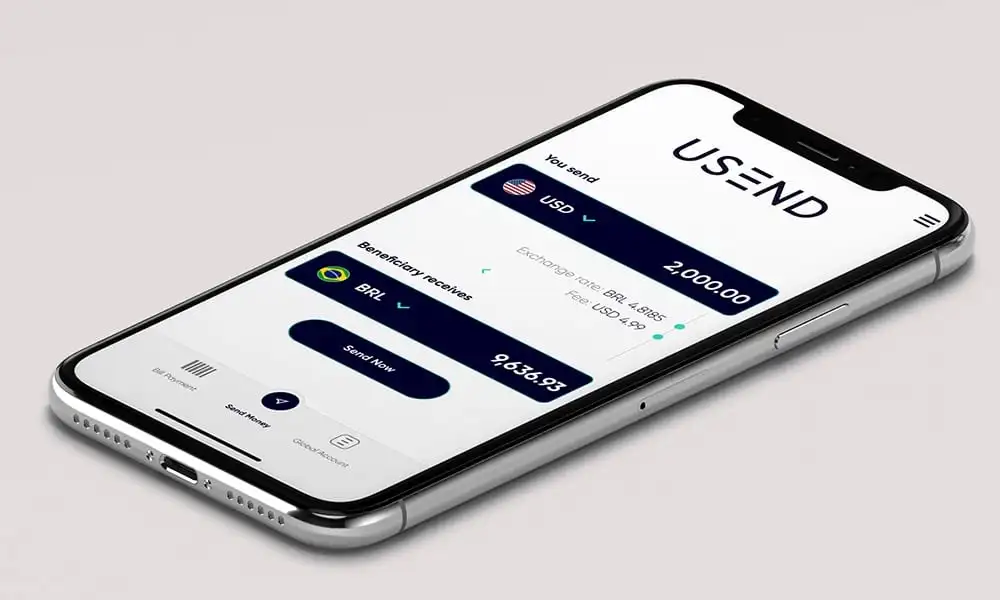 USEND
You send
USD
2,000.00
Exchange rate: BRL 4.8185
Fee: USD 4.99
Beneficiary receives
BRL
9,636.93
Send Now
Bill Payment
Send Money
Global Account